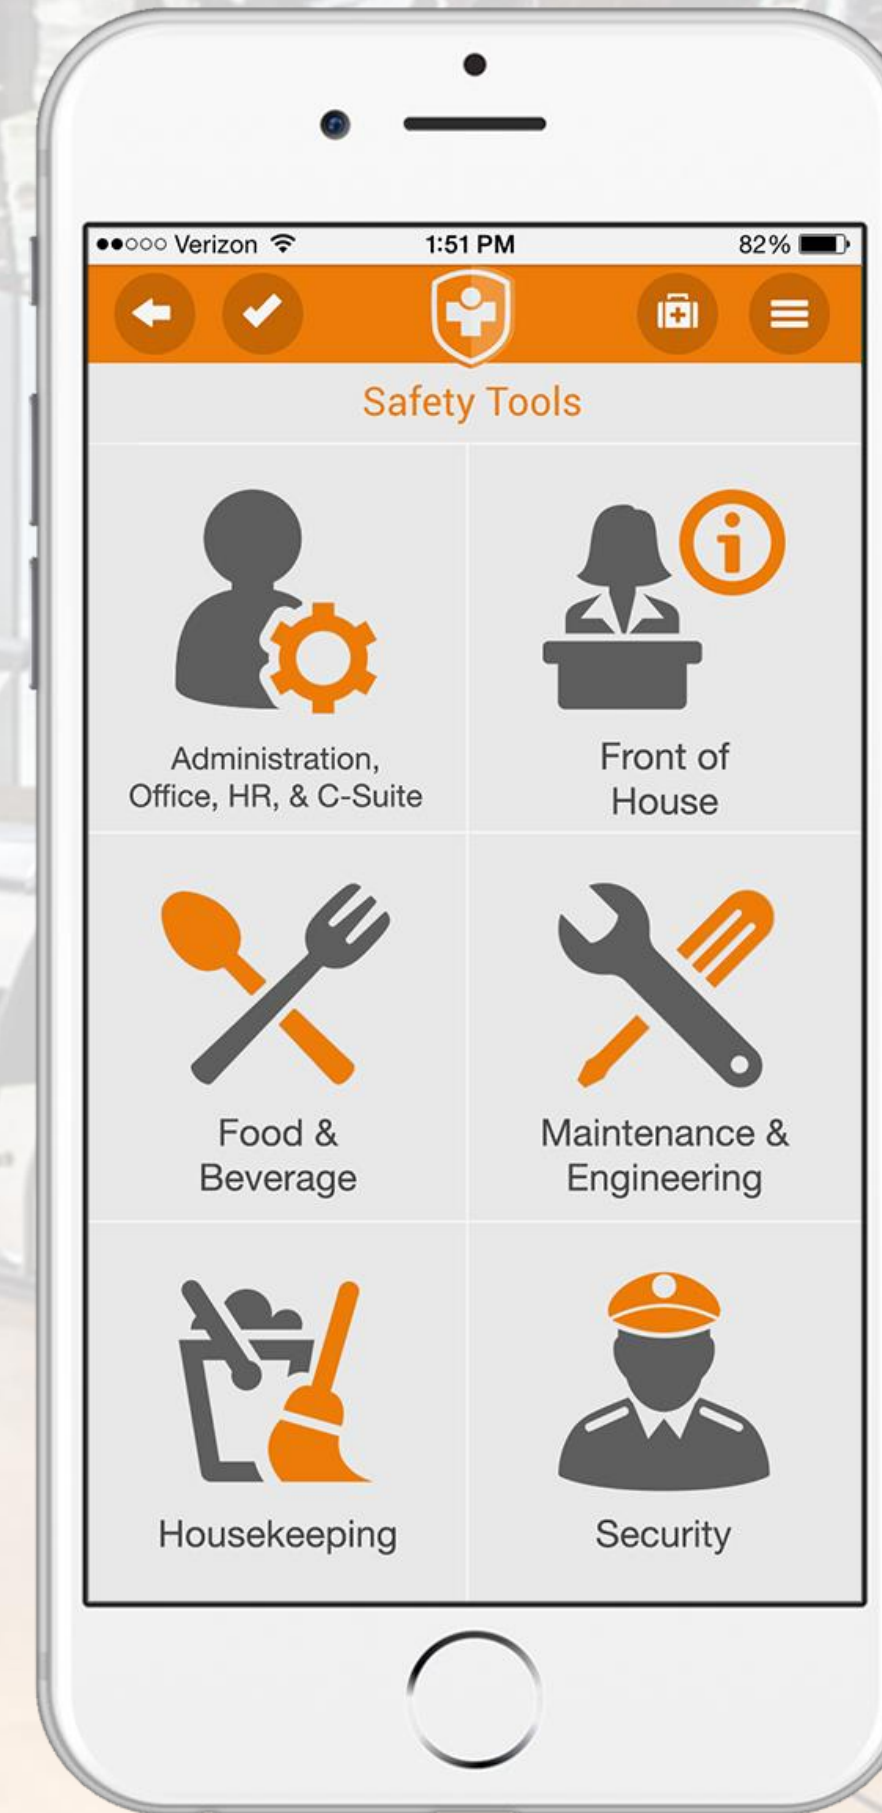 Verizon 1:51 PM 82%
Safety Tools
Administration,
Office, HR, & C-Suite
Front of
House
Food &
Beverage
Maintenance &
Engineering
Housekeeping
Security